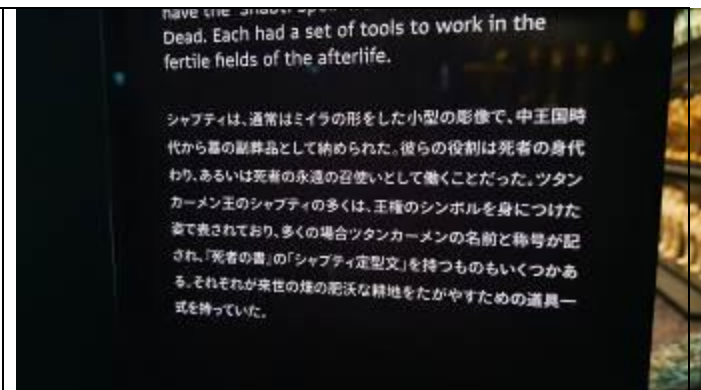 have the "Shabti Spell"
Dead. Each had a set of tools to work in the
fertile fields of the afterlife.
シャブティは、通常はミイラの形をした小型の彫像で、中王国時
代から墓の副葬品として納められた。彼らの役割は死者の身代
わり、あるいは死者の永遠の召使いとして働くことだった。ツタン
カーメン王のシャブティの多くは、王権のシンボルを身につけた
姿で表されており、多くの場合ツタンカーメンの名前と称号が記
され、『死者の書』の「シャブティ定型文」を持つものもいくつかあ
る。それぞれが来世の畑の肥沃な耕地をたがやすための道具一
式を持っていた。